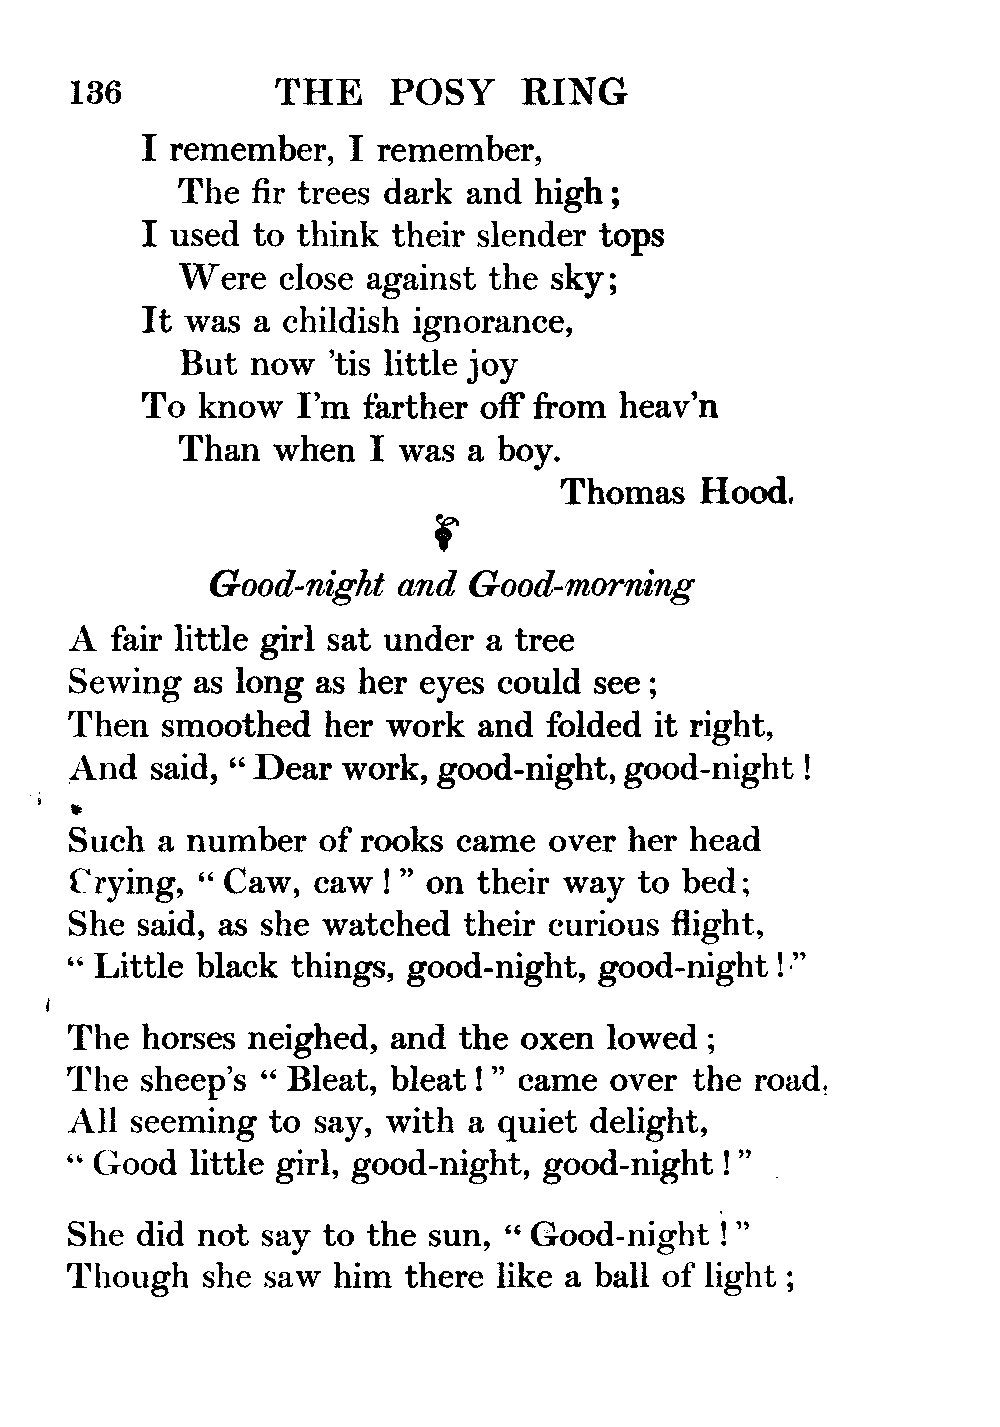 136 THE POSY RING
I remember, I remember,
The fir trees dark and high;
I used to think their slender tops
Were close against the sky;
It was a childish ignorance,
But now 'tis little joy
To know I'm farther off from heav'n
Than when I was a boy.
Thomas Hood.
Good-night and Good-morning
A fair little girl sat under a tree
Sewing as long as her eyes could see;
Then smoothed her work and folded it right,
And said, "Dear work, good-night, good-night!
Such a number of rooks came over her head
Crying, "Caw, caw!" on their way to bed;
She said, as she watched their curious flight,
"Little black things, good-night, good-night!"
The horses neighed, and the oxen lowed;
The sheep's "Bleat, bleat!" came over the road,
All seeming to say, with a quiet delight,
"Good little girl, good-night, good-night!"
She did not say to the sun, "Good-night!"
Though she saw him there like a ball of light;